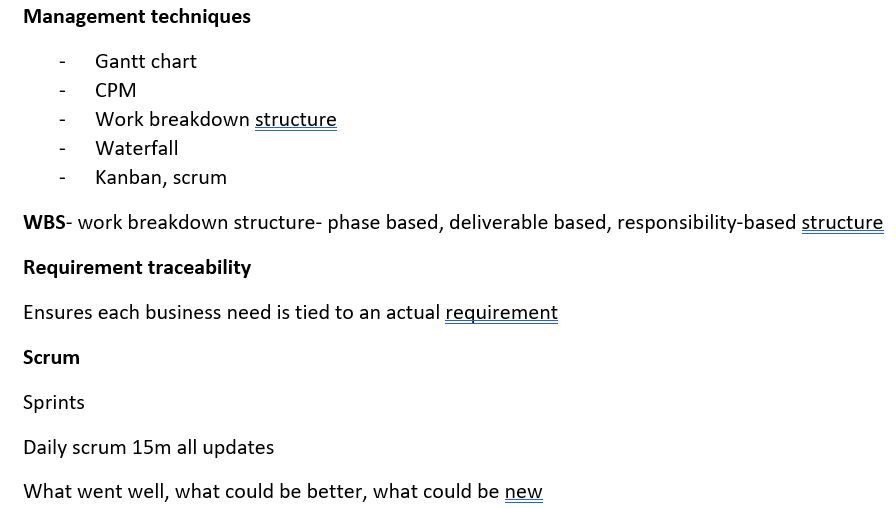 Management techniques
- Gantt chart
- CPM
- Work breakdown structure
- Waterfall
- Kanban, scrum
WBS- work breakdown structure- phase based, deliverable based, responsibility-based structure
Requirement traceability
Ensures each business need is tied to an actual requirement
Scrum
Sprints
Daily scrum 15m all updates
What went well, what could be better, what could be new